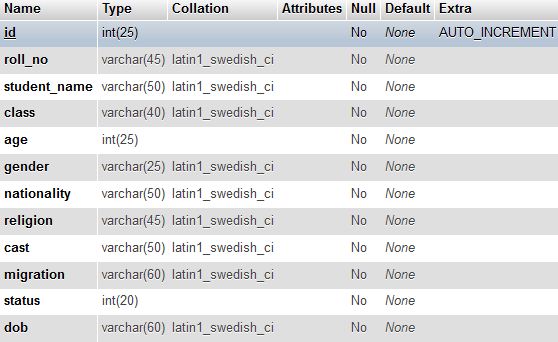 Name Type Collation Attributes Null Default Extra
id int(25) No None AUTO_INCREMENT
roll_no varchar(45) latin1_swedish_ci No None
student_name varchar(50) latin1_swedish_ci No None
class varchar(40) latin1_swedish_ci No None
age int(25) No None
gender varchar(25) latin1_swedish_ci No None
nationality varchar(50) latin1_swedish_ci No None
religion varchar(45) latin1_swedish_ci No None
cast varchar(50) latin1_swedish_ci No None
migration varchar(60) latin1_swedish_ci No None
status int(20) No None
dob varchar(60) latin1_swedish_ci No None